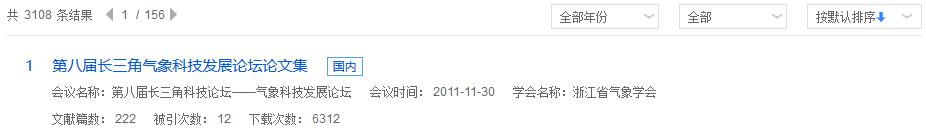 共 3108 条结果 1 / 156 全部年份 全部 按默认排序
1 第八届长三角气象科技发展论坛论文集 国内
会议名称：第八届长三角科技论坛——气象科技发展论坛 会议时间：2011-11-30 学会名称：浙江省气象学会
文献篇数：222 被引次数：12 下载次数：6312